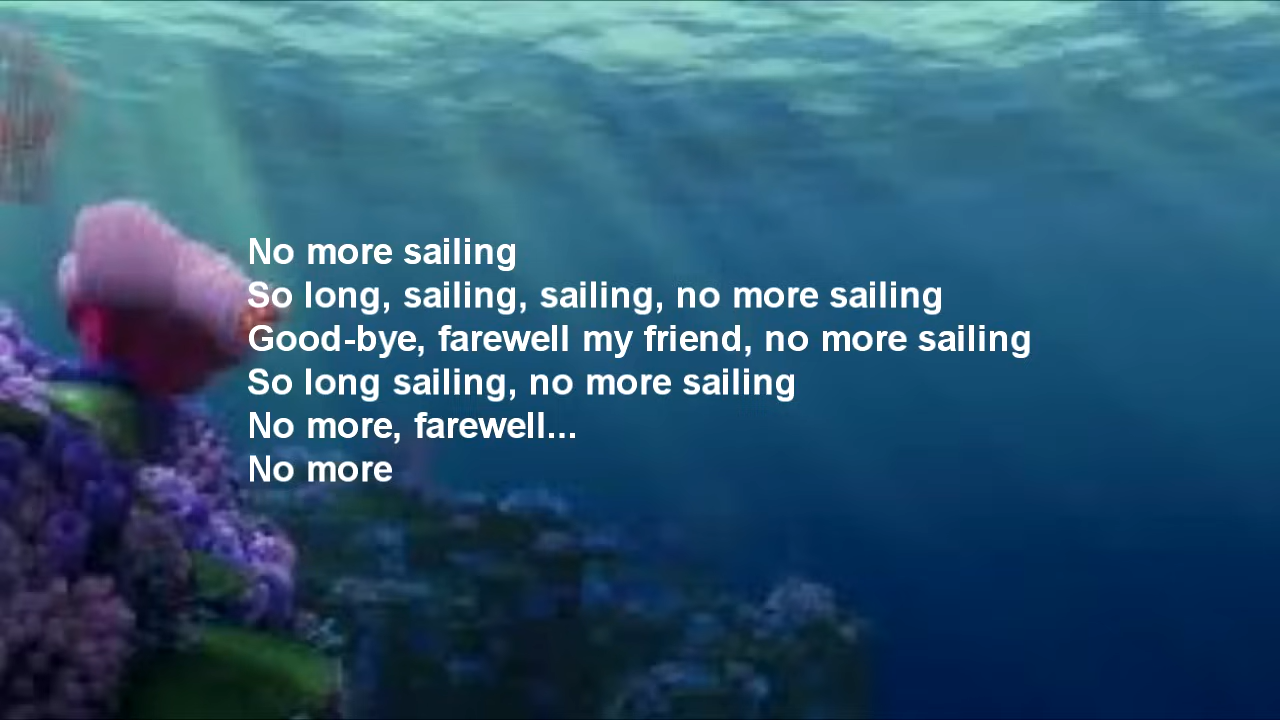 No more sailing
So long, sailing, sailing, no more sailing
Good-bye, farewell my friend, no more sailing
So long sailing, no more sailing
No more, farewell...
No more